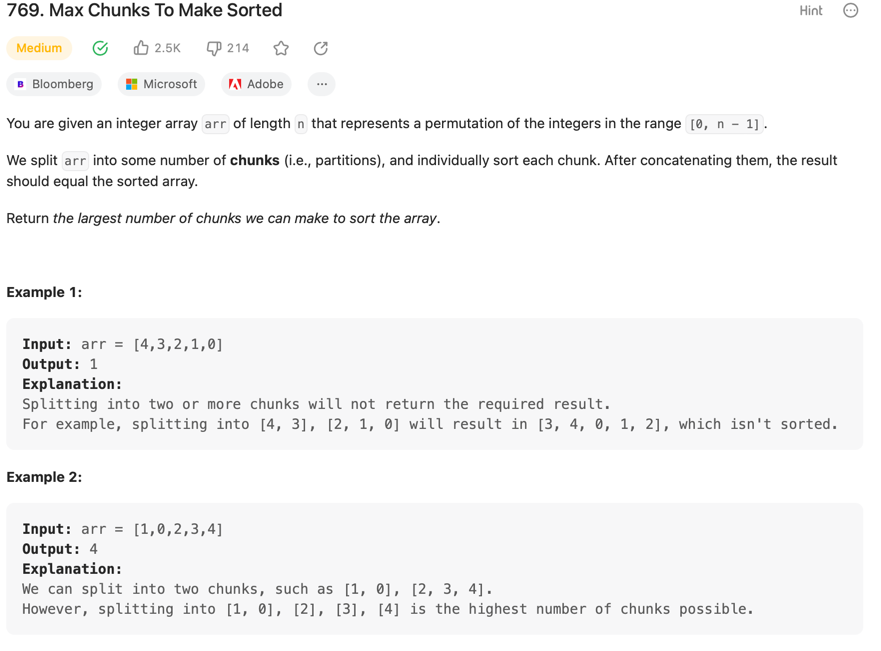 769. Max Chunks To Make Sorted
Hint
Medium 2.5K 214
B Bloomberg Microsoft Adobe ...
You are given an integer array arr of length n that represents a permutation of the integers in the range [0, n - 1].
We split arr into some number of chunks (i.e., partitions), and individually sort each chunk. After concatenating them, the result
should equal the sorted array.
Return the largest number of chunks we can make to sort the array.
Example 1:
Input: arr = [4,3,2,1,0]
Output: 1
Explanation:
Splitting into two or more chunks will not return the required result.
For example, splitting into [4, 3], [2, 1, 0] will result in [3, 4, 0, 1, 2], which isn't sorted.
Example 2:
Input: arr = [1,0,2,3,4]
Output: 4
Explanation:
We can split into two chunks, such as [1, 0], [2, 3, 4].
However, splitting into [1, 0], [2], [3], [4] is the highest number of chunks possible.